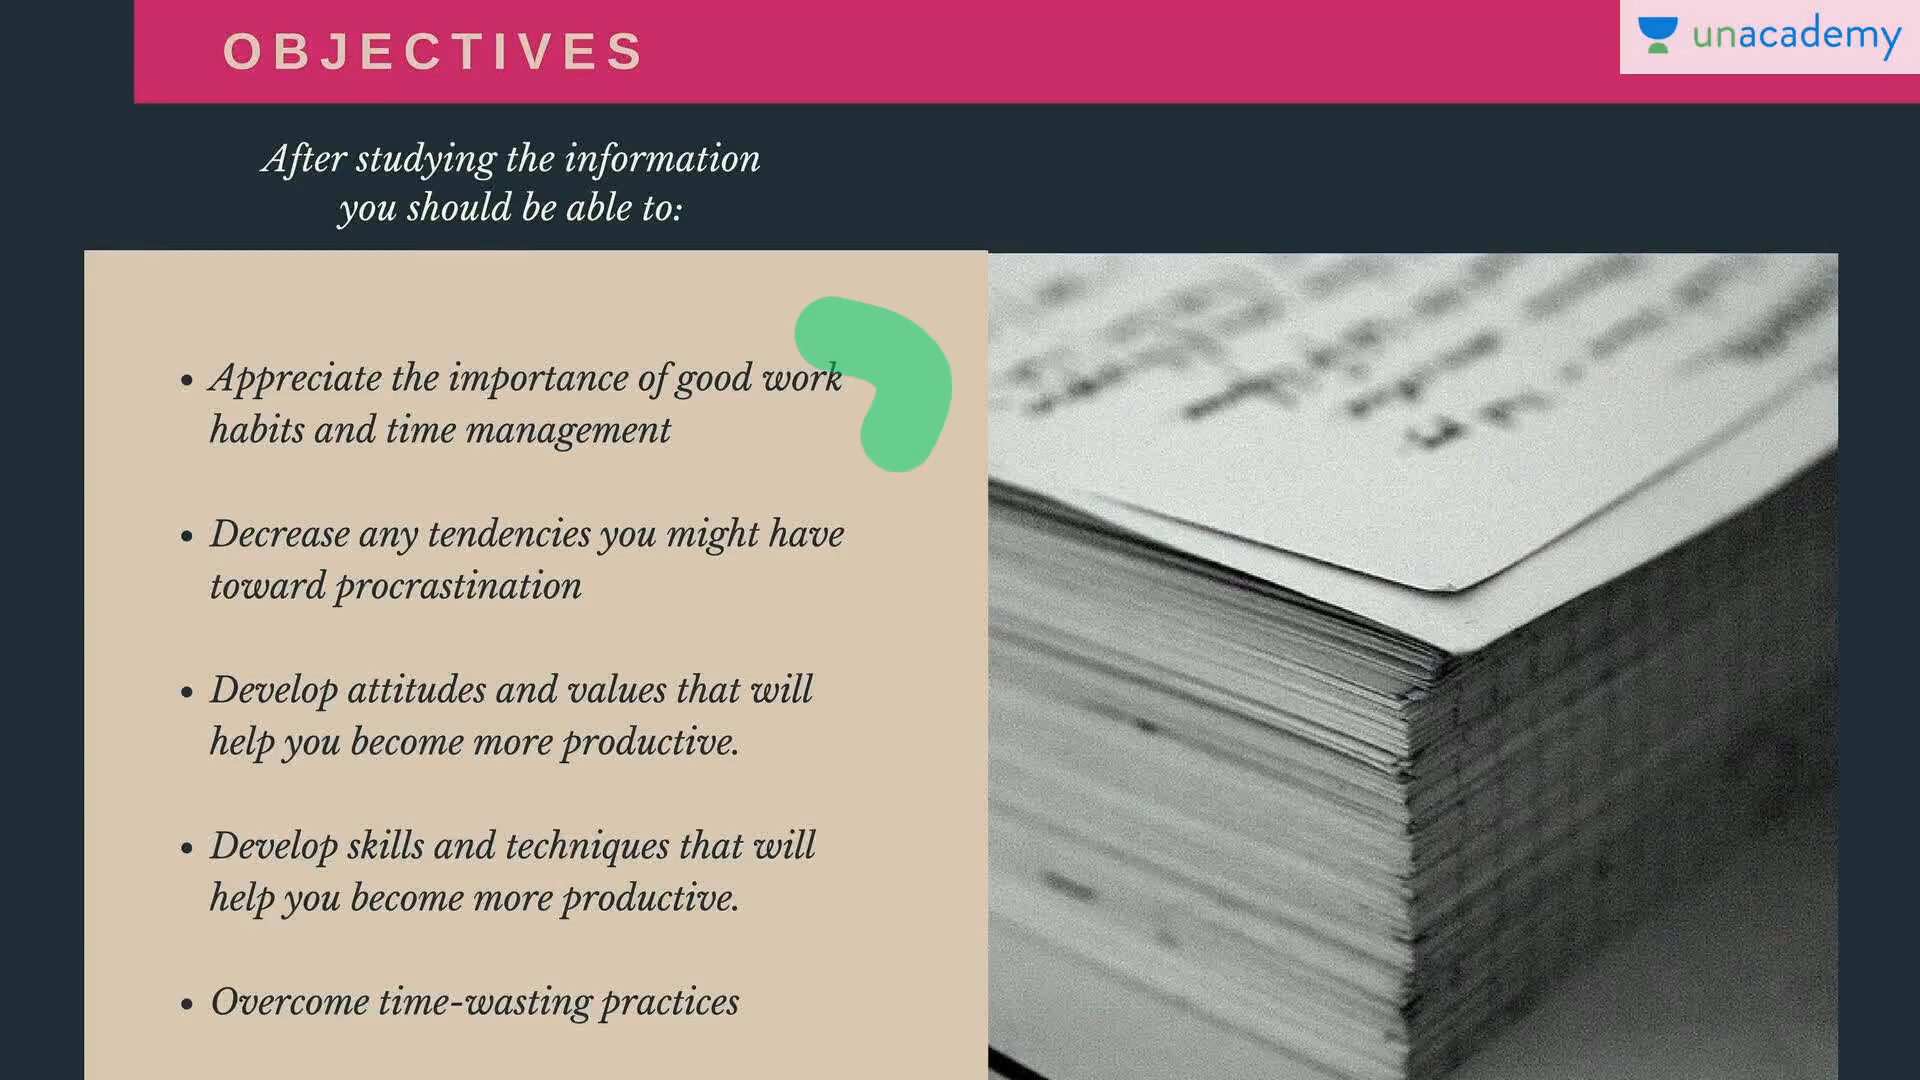 OBJECTIVES
unacademy
After studying the information
you should be able to:
• Appreciate the importance of good work
habits and time management
• Decrease any tendencies you might have
toward procrastination
• Develop attitudes and values that will
help you become more productive.
• Develop skills and techniques that will
help you become more productive.
• Overcome time-wasting practices